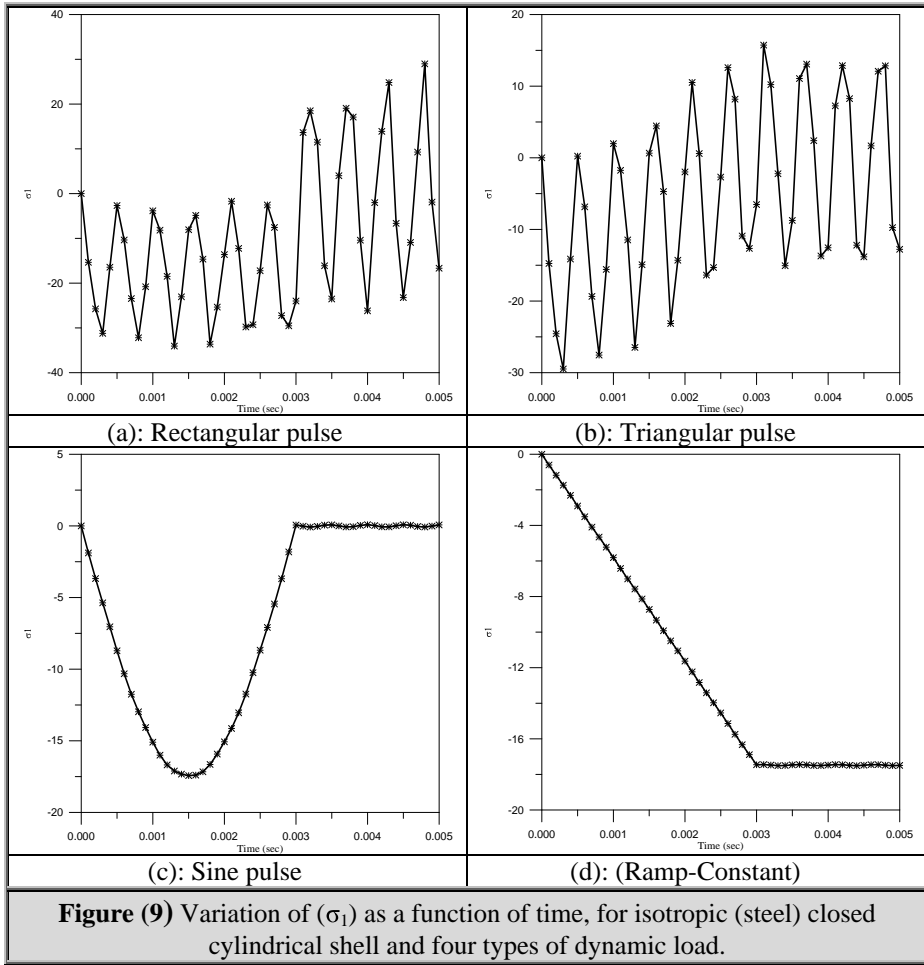 40
20
0
-20
-40
σ1
0.000 0.001 0.002 0.003 0.004 0.005
Time (sec)
(a): Rectangular pulse
20
10
0
-10
-20
-30
σ1
0.000 0.001 0.002 0.003 0.004 0.005
Time (sec)
(b): Triangular pulse
5
0
-5
-10
-15
-20
σ1
0.000 0.001 0.002 0.003 0.004 0.005
Time (sec)
(c): Sine pulse
0
-4
-8
-12
-16
-20
σ1
0.000 0.001 0.002 0.003 0.004 0.005
Time (sec)
(d): (Ramp-Constant)
Figure (9) Variation of (σ₁) as a function of time, for isotropic (steel) closed
cylindrical shell and four types of dynamic load.